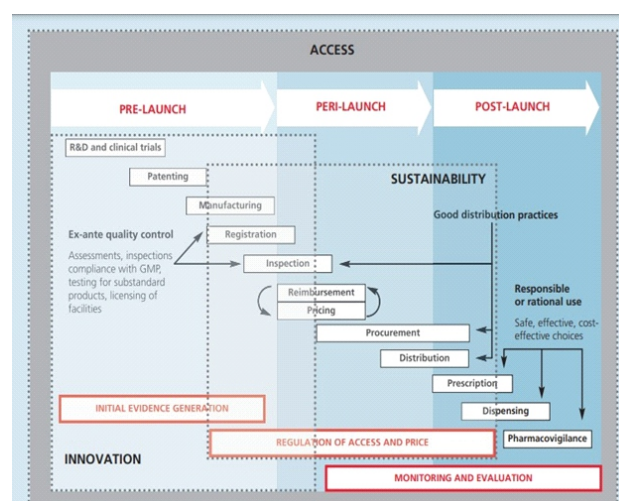 ACCESS
PRE-LAUNCH
PERI-LAUNCH
POST-LAUNCH
R&D and clinical trials
Patenting
SUSTAINABILITY
Manufacturing
Good distribution practices
Ex-ante quality control
Registration
Assessments, inspections
compliance with GMP,
testing for substandard
products, licensing of
facilities
Inspection
Reimbursement
Pricing
Responsible
or rational use
Safe, effective, cost-
effective choices
Procurement
Distribution
Prescription
Dispensing
INITIAL EVIDENCE GENERATION
REGULATION OF ACCESS AND PRICE
Pharmacovigilance
INNOVATION
MONITORING AND EVALUATION